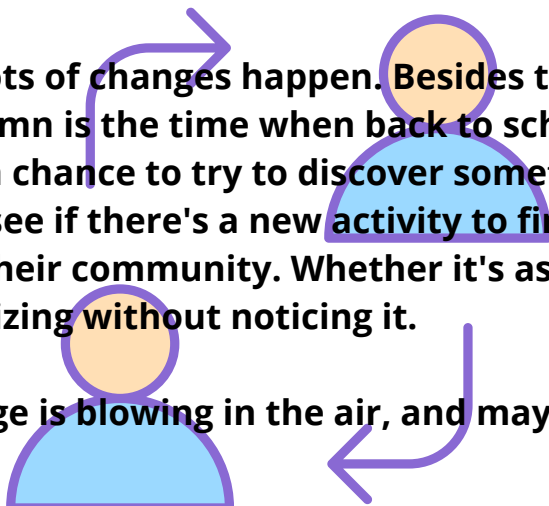 ots of changes happen. Besides t
mn is the time when back to sch
chance to try to discover some
see if there's a new activity to fi
heir community. Whether it's as
izing without noticing it.
ge is blowing in the air, and may